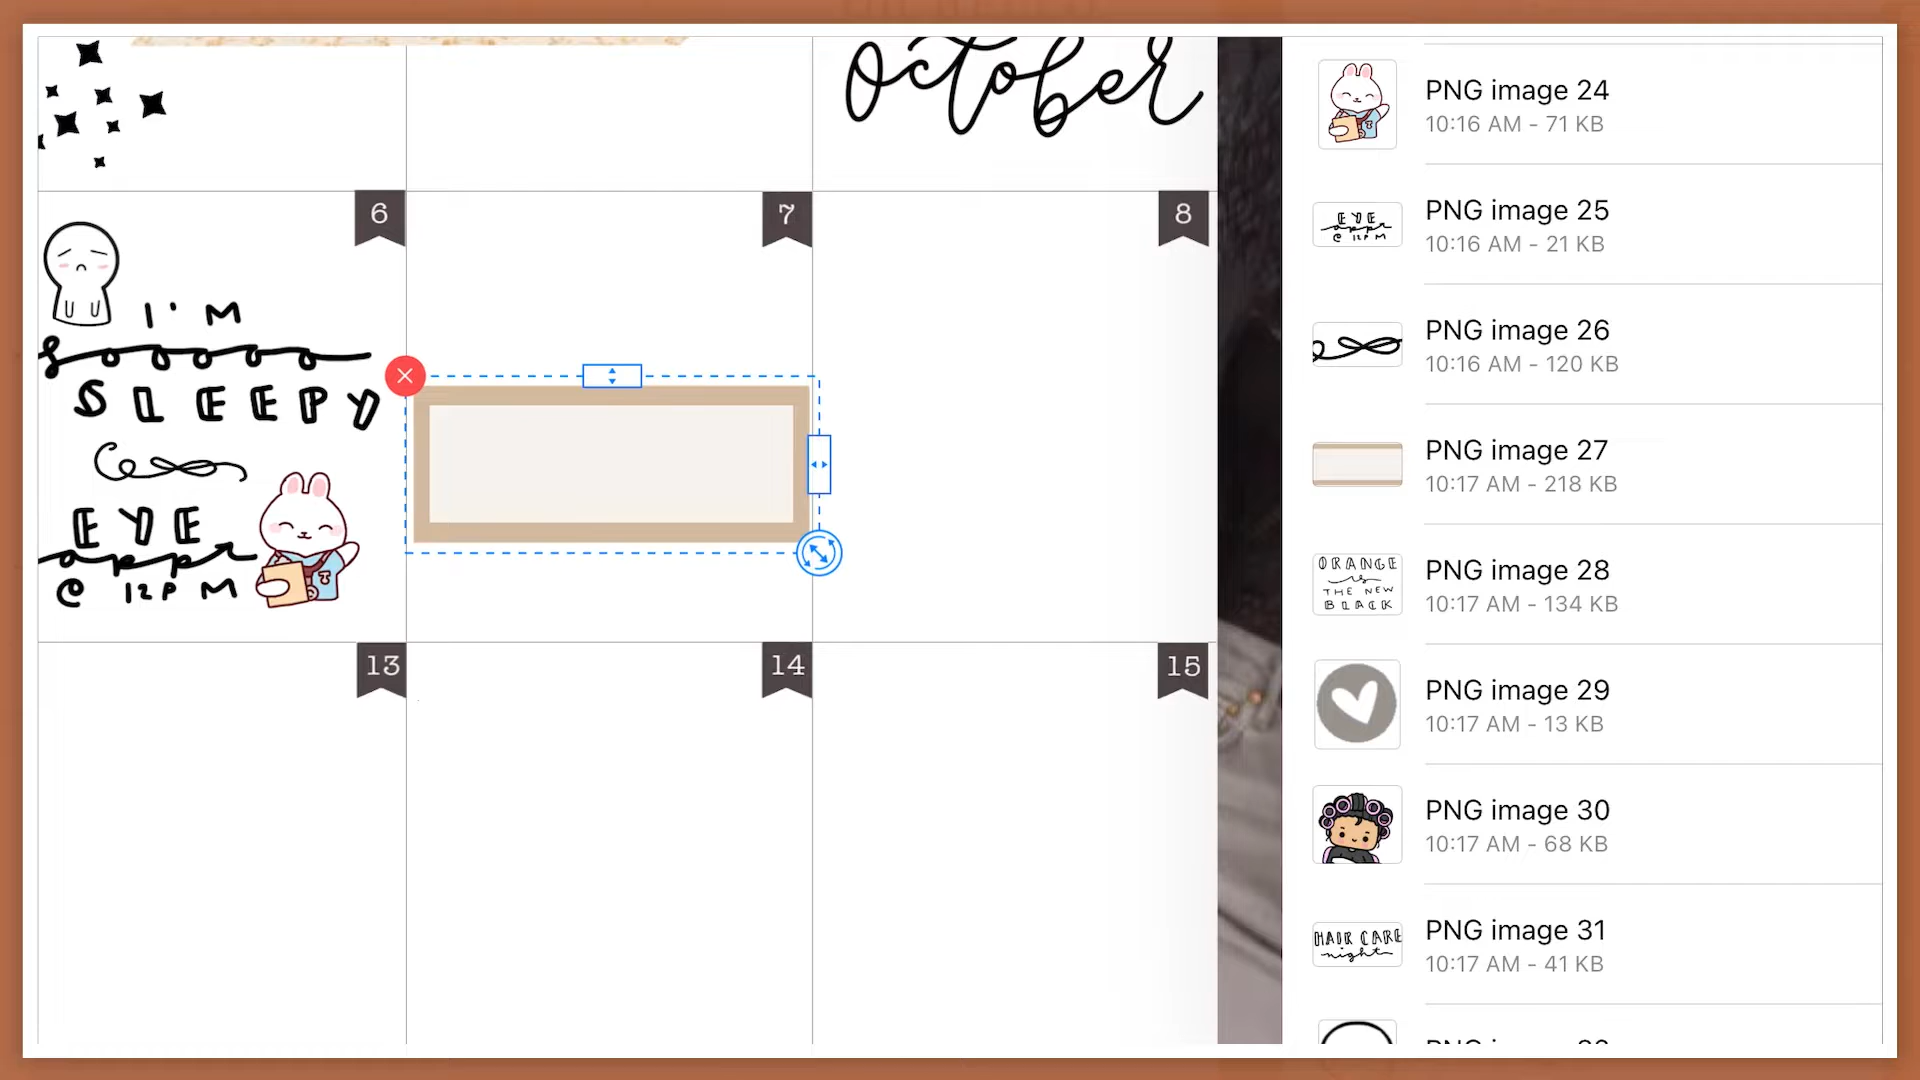 October
6
7
8
I'M
SOOOOO
SLEEPY
EYE
appt
@ 12PM
13
14
15
PNG image 24
10:16 AM - 71 KB
EYE
appt
@ 12PM
PNG image 25
10:16 AM - 21 KB
PNG image 26
10:16 AM - 120 KB
PNG image 27
10:17 AM - 218 KB
ORANGE
is
THE NEW
BLACK
PNG image 28
10:17 AM - 134 KB
PNG image 29
10:17 AM - 13 KB
PNG image 30
10:17 AM - 68 KB
HAIR CARE
night
PNG image 31
10:17 AM - 41 KB